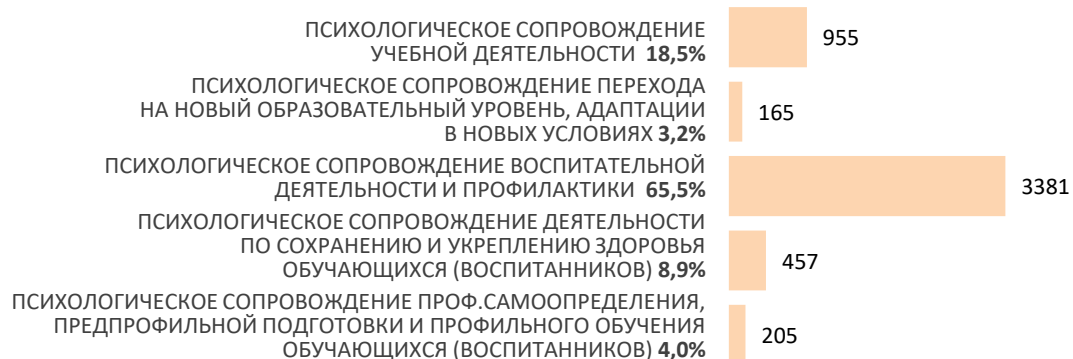 ПСИХОЛОГИЧЕСКОЕ СОПРОВОЖДЕНИЕ
УЧЕБНОЙ ДЕЯТЕЛЬНОСТИ 18,5%
955
ПСИХОЛОГИЧЕСКОЕ СОПРОВОЖДЕНИЕ ПЕРЕХОДА
НА НОВЫЙ ОБРАЗОВАТЕЛЬНЫЙ УРОВЕНЬ, АДАПТАЦИИ
В НОВЫХ УСЛОВИЯХ 3,2%
165
ПСИХОЛОГИЧЕСКОЕ СОПРОВОЖДЕНИЕ ВОСПИТАТЕЛЬНОЙ
ДЕЯТЕЛЬНОСТИ И ПРОФИЛАКТИКИ 65,5%
3381
ПСИХОЛОГИЧЕСКОЕ СОПРОВОЖДЕНИЕ ДЕЯТЕЛЬНОСТИ
ПО СОХРАНЕНИЮ И УКРЕПЛЕНИЮ ЗДОРОВЬЯ
ОБУЧАЮЩИХСЯ (ВОСПИТАННИКОВ) 8,9%
457
ПСИХОЛОГИЧЕСКОЕ СОПРОВОЖДЕНИЕ ПРОФ.САМООПРЕДЕЛЕНИЯ,
ПРЕДПРОФИЛЬНОЙ ПОДГОТОВКИ И ПРОФИЛЬНОГО ОБУЧЕНИЯ
ОБУЧАЮЩИХСЯ (ВОСПИТАННИКОВ) 4,0%
205